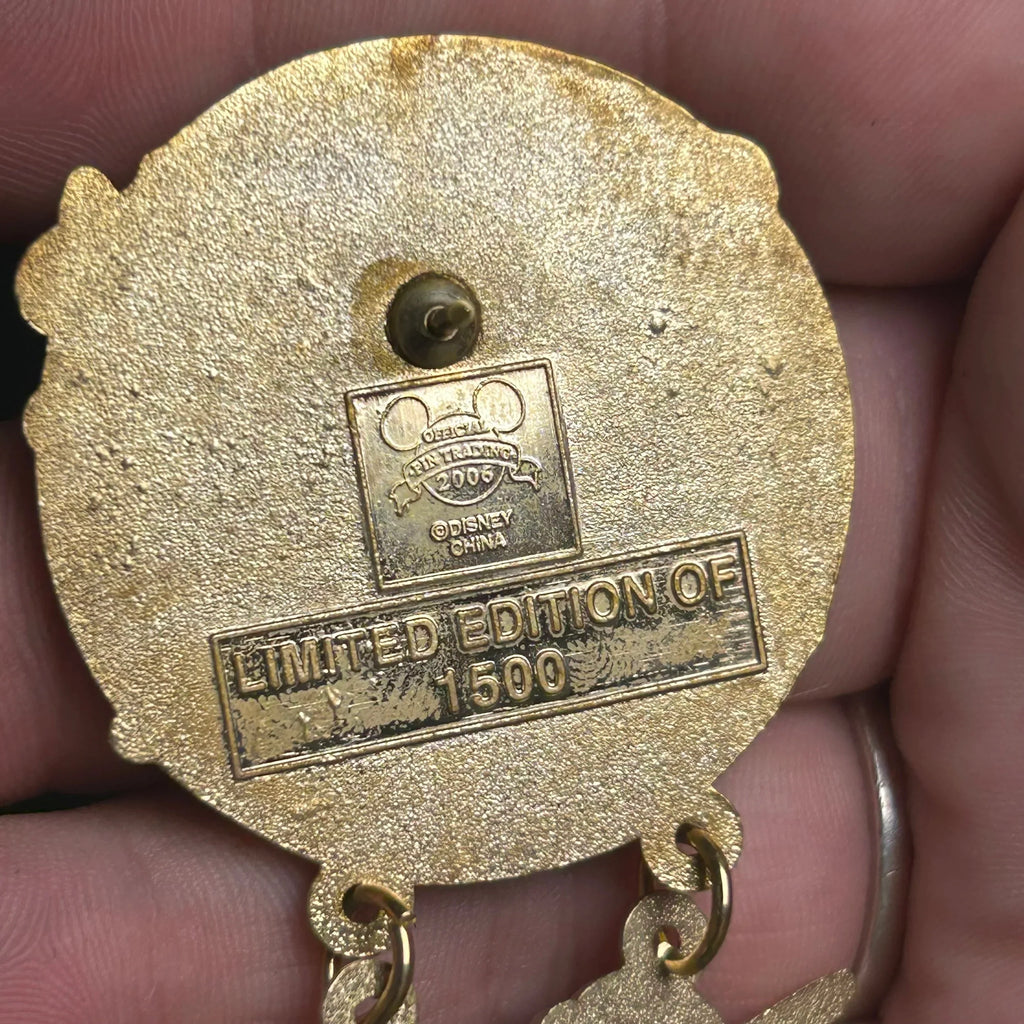 OFFICIAL
PIN TRADING
2006
©DISNEY
CHINA
LIMITED EDITION OF
1500